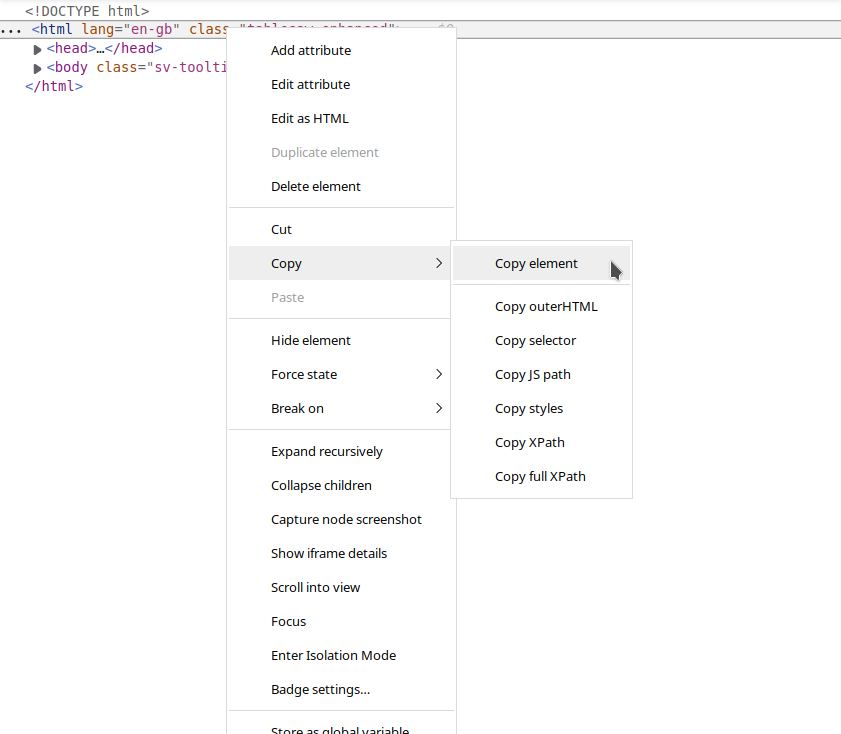 <!DOCTYPE html>
... <html lang="en-gb" class
<head>…</head>
<body class="sv-toolti
</html>
Add attribute
Edit attribute
Edit as HTML
Duplicate element
Delete element
Cut
Copy
Paste
Hide element
Force state
Break on
Expand recursively
Collapse children
Capture node screenshot
Show iframe details
Scroll into view
Focus
Enter Isolation Mode
Badge settings...
Store as global variable
Copy element
Copy outerHTML
Copy selector
Copy JS path
Copy styles
Copy XPath
Copy full XPath